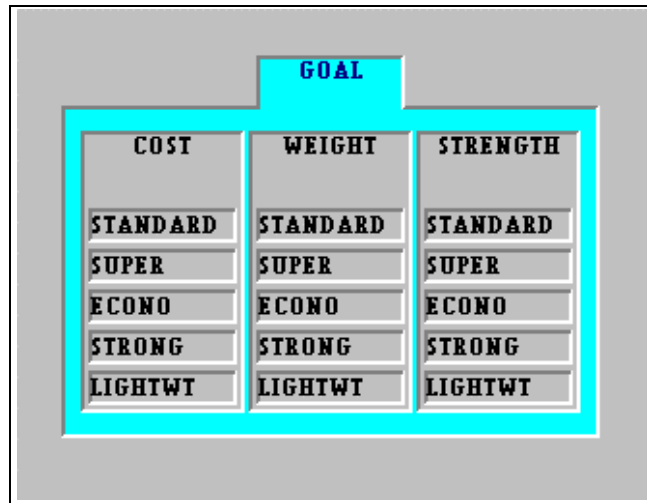 GOAL
COST WEIGHT STRENGTH
STANDARD STANDARD STANDARD
SUPER SUPER SUPER
ECONO ECONO ECONO
STRONG STRONG STRONG
LIGHTWT LIGHTWT LIGHTWT